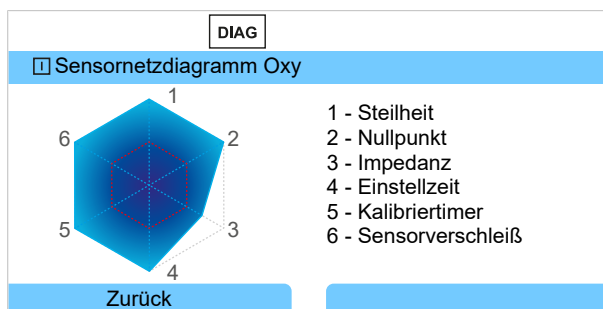 DIAG
I Sensornetzdiagramm Oxy
1
2
3
4
5
6
1 - Steilheit
2 - Nullpunkt
3 - Impedanz
4 - Einstellzeit
5 - Kalibriertimer
6 - Sensorverschleiß
Zurück